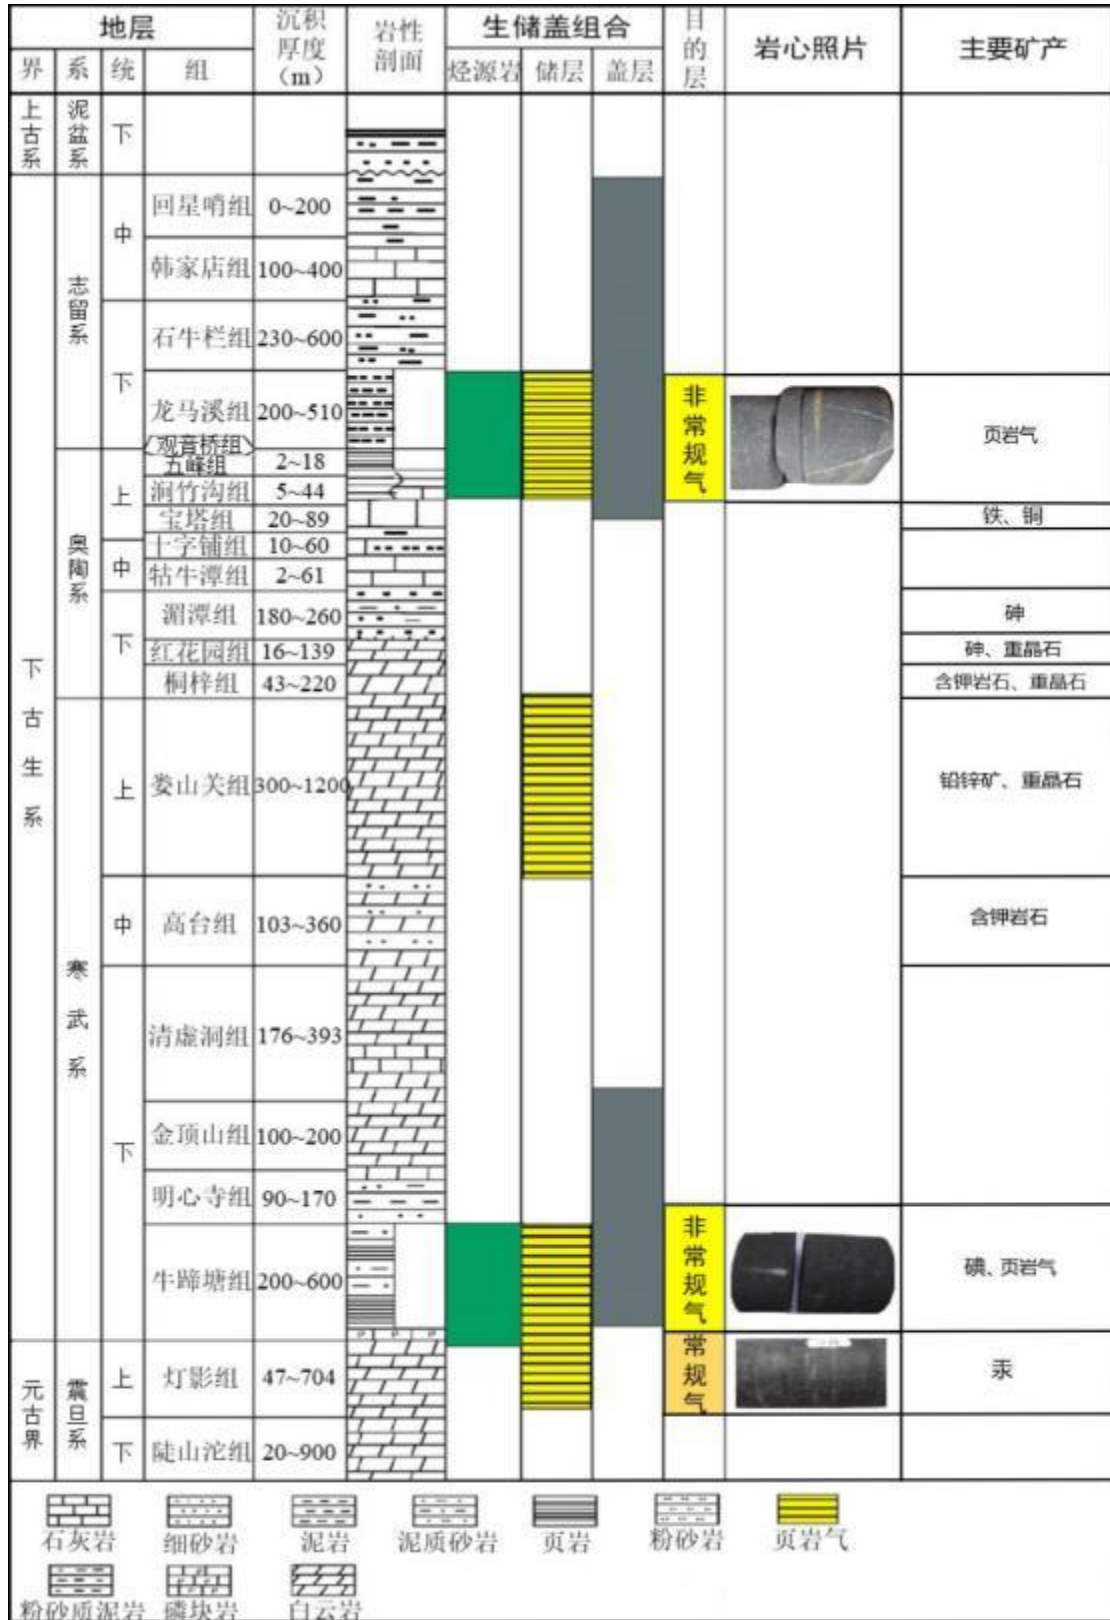 地层
沉积厚度（m）
岩性剖面
生储盖组合
目的层
岩心照片
主要矿产
界 系 统 组
烃源岩 储层 盖层
上古系 泥盆系 下
下古生系
志留系
中
回星哨组 0~200
韩家店组 100~400
下
石牛栏组 230~600
龙马溪组 200~510 非常规气 页岩气
观音桥组
奥陶系
上
五峰组 2~18
涧竹沟组 5~44
宝塔组 20~89 铁、铜
中
十字铺组 10~60
牯牛潭组 2~61
下
湄潭组 180~260 砷
红花园组 16~139 砷、重晶石
桐梓组 43~220 含钾岩石、重晶石
寒武系
上
娄山关组 300~1200 铅锌矿、重晶石
中
高台组 103~360 含钾岩石
下
清虚洞组 176~393
金顶山组 100~200
明心寺组 90~170
牛蹄塘组 200~600 非常规气 碘、页岩气
元古界 震旦系
上
灯影组 47~704 常规气 汞
下
陡山沱组 20~900
石灰岩 细砂岩 泥岩 泥质砂岩 页岩 粉砂岩 页岩气
粉砂质泥岩 磷块岩 白云岩